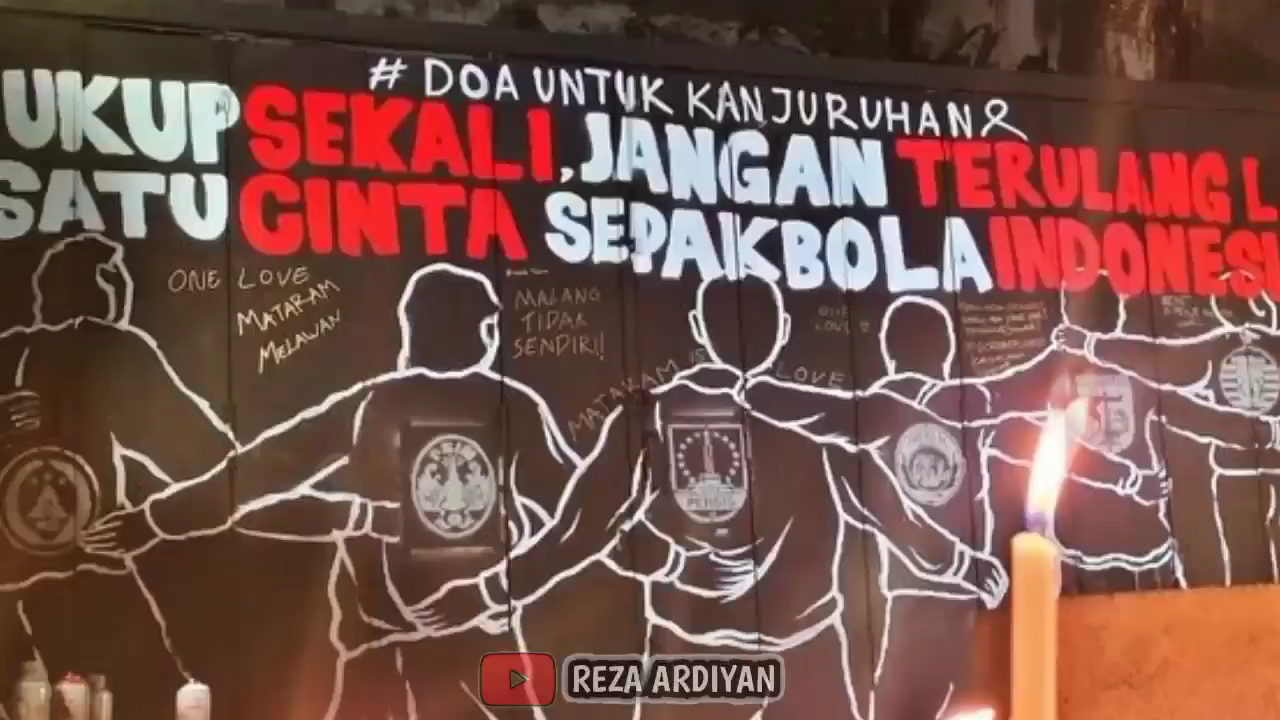 # DOA UNTUK KANJURUHAN
UKUP SEKALI, JANGAN TERULANG L
SATU CINTA SEPAKBOLA INDONESI
ONE LOVE
MATARAM
MELAWAN
MALANG
TIDAK
SENDIRI!
MATARAM IS LOVE
ONE
LOVE
PERSIS
REZA ARDIYAN